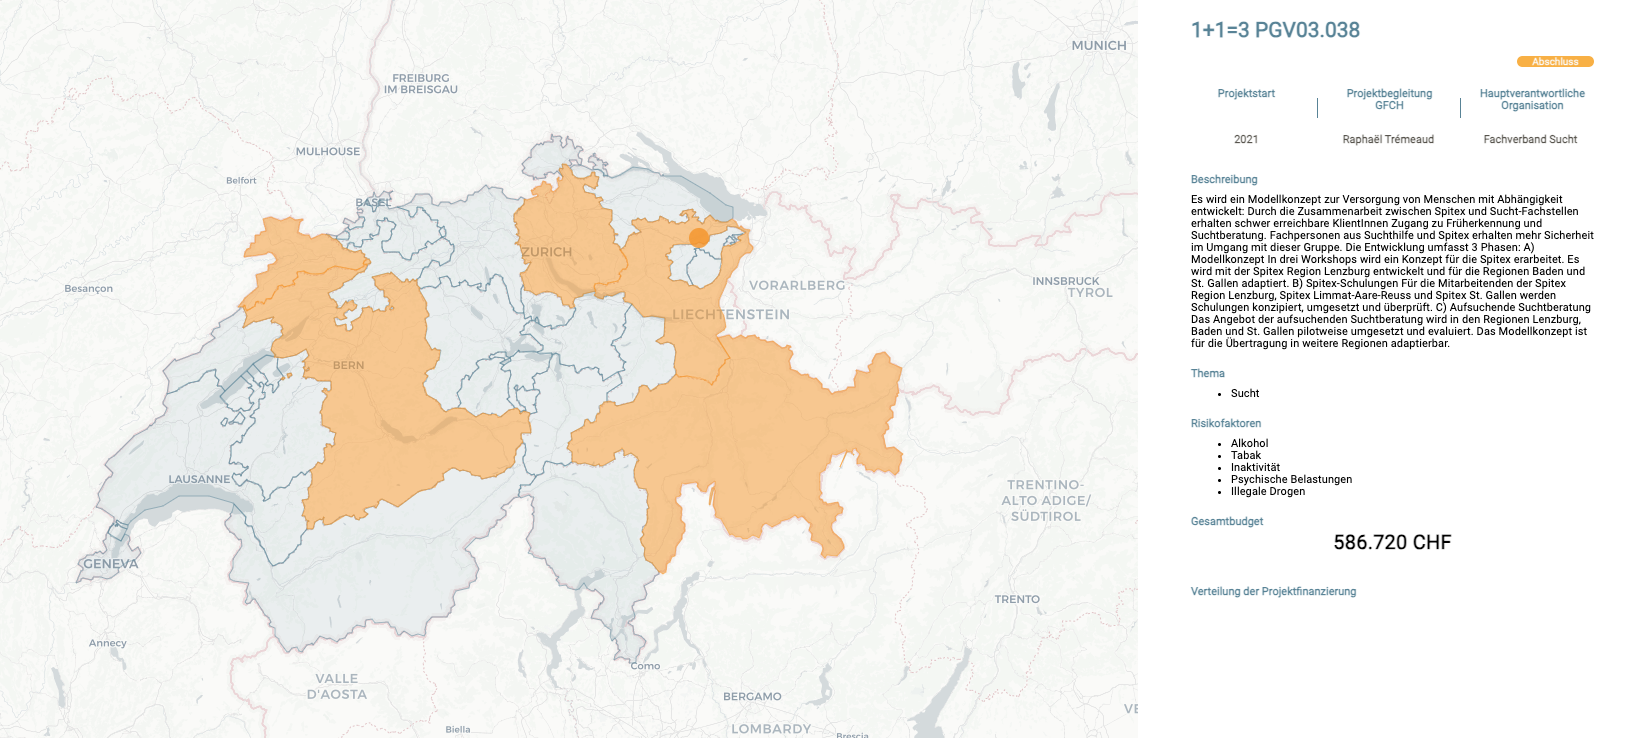 MUNICH
FREIBURG
IM BREISGAU
MULHOUSE
Belfort
BASEL
ZURICH
Besançon
VORARLBERG
INNSBRUCK
TYROL
LIECHTENSTEIN
BERN
LAUSANNE
TRENTINO-
ALTO ADIGE/
SÜDTIROL
GENEVA
TRENTO
Annecy
Como
VALLE
D'AOSTA
BERGAMO
Biella
LOMBARDY
Brescia
VE
1+1=3 PGV03.038
Abschluss
Projektstart
Projektbegleitung
GFCH
Hauptverantwortliche
Organisation
2021
Raphaël Trémeaud
Fachverband Sucht
Beschreibung
Es wird ein Modellkonzept zur Versorgung von Menschen mit Abhängigkeit
entwickelt: Durch die Zusammenarbeit zwischen Spitex und Sucht-Fachstellen
erhalten schwer erreichbare KlientInnen Zugang zu Früherkennung und
Suchtberatung. Fachpersonen aus Suchthilfe und Spitex erhalten mehr Sicherheit
im Umgang mit dieser Gruppe. Die Entwicklung umfasst 3 Phasen: A)
Modellkonzept In drei Workshops wird ein Konzept für die Spitex erarbeitet. Es
wird mit der Spitex Region Lenzburg entwickelt und für die Regionen Baden und
St. Gallen adaptiert. B) Spitex-Schulungen Für die Mitarbeitenden der Spitex
Region Lenzburg, Spitex Limmat-Aare-Reuss und Spitex St. Gallen werden
Schulungen konzipiert, umgesetzt und überprüft. C) Aufsuchende Suchtberatung
Das Angebot der aufsuchenden Suchtberatung wird in den Regionen Lenzburg,
Baden und St. Gallen pilotweise umgesetzt und evaluiert. Das Modellkonzept ist
für die Übertragung in weitere Regionen adaptierbar.
Thema
• Sucht
Risikofaktoren
• Alkohol
• Tabak
• Inaktivität
• Psychische Belastungen
• Illegale Drogen
Gesamtbudget
586.720 CHF
Verteilung der Projektfinanzierung